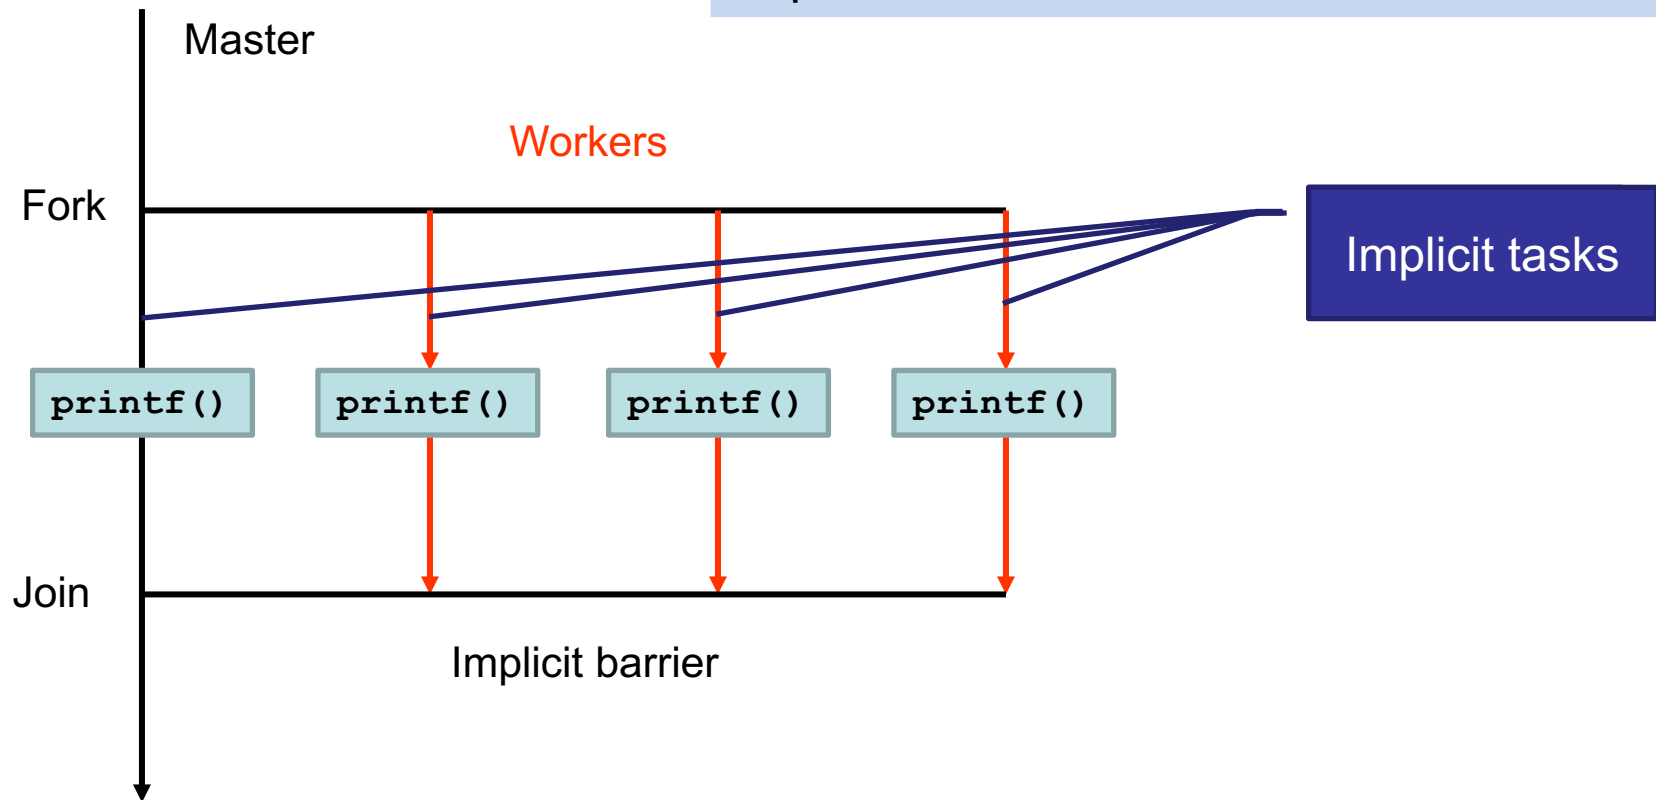 Master
Workers
Fork
Implicit tasks
printf() printf() printf() printf()
Join
Implicit barrier